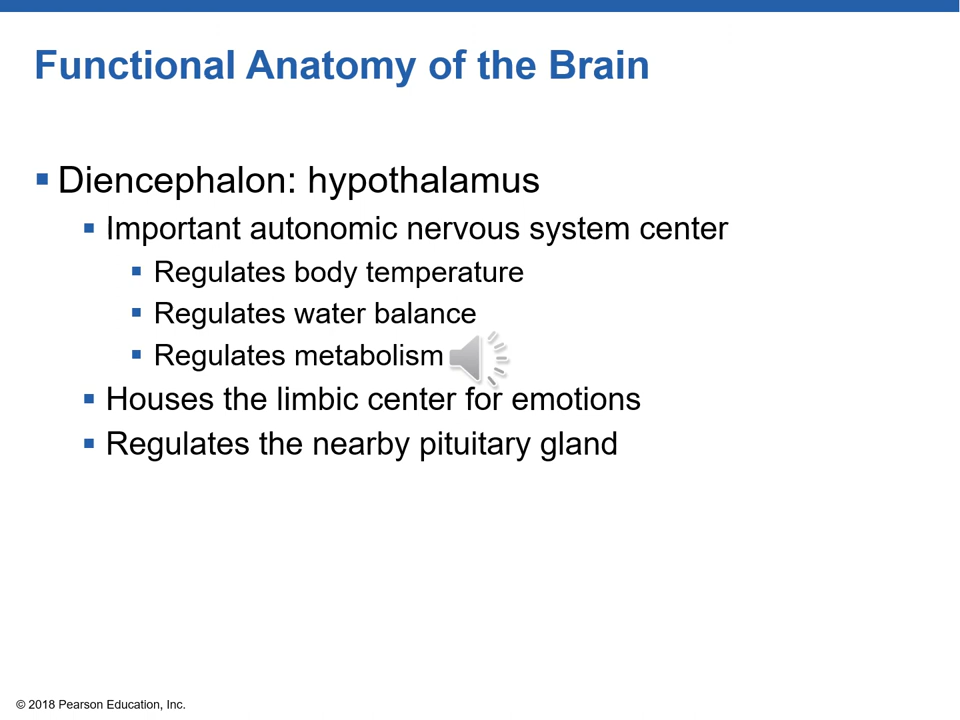 Functional Anatomy of the Brain
Diencephalon: hypothalamus
Important autonomic nervous system center
Regulates body temperature
Regulates water balance
Regulates metabolism
Houses the limbic center for emotions
Regulates the nearby pituitary gland
© 2018 Pearson Education, Inc.